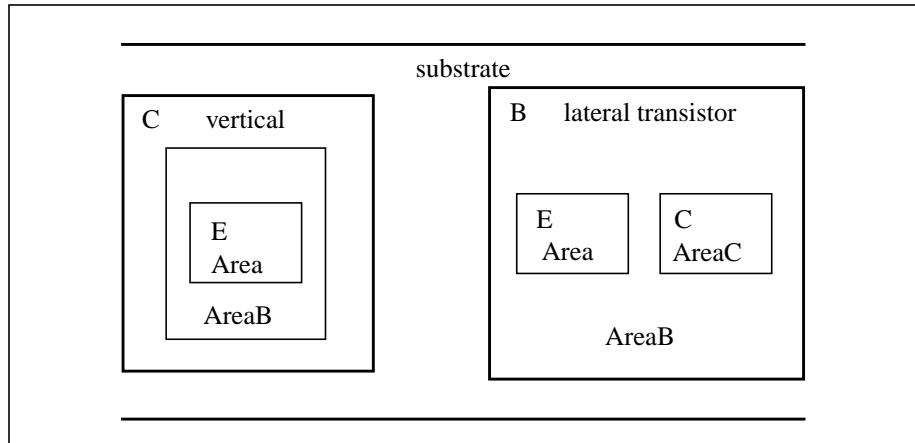 substrate
C vertical
E
Area
AreaB
B lateral transistor
E
Area
C
AreaC
AreaB